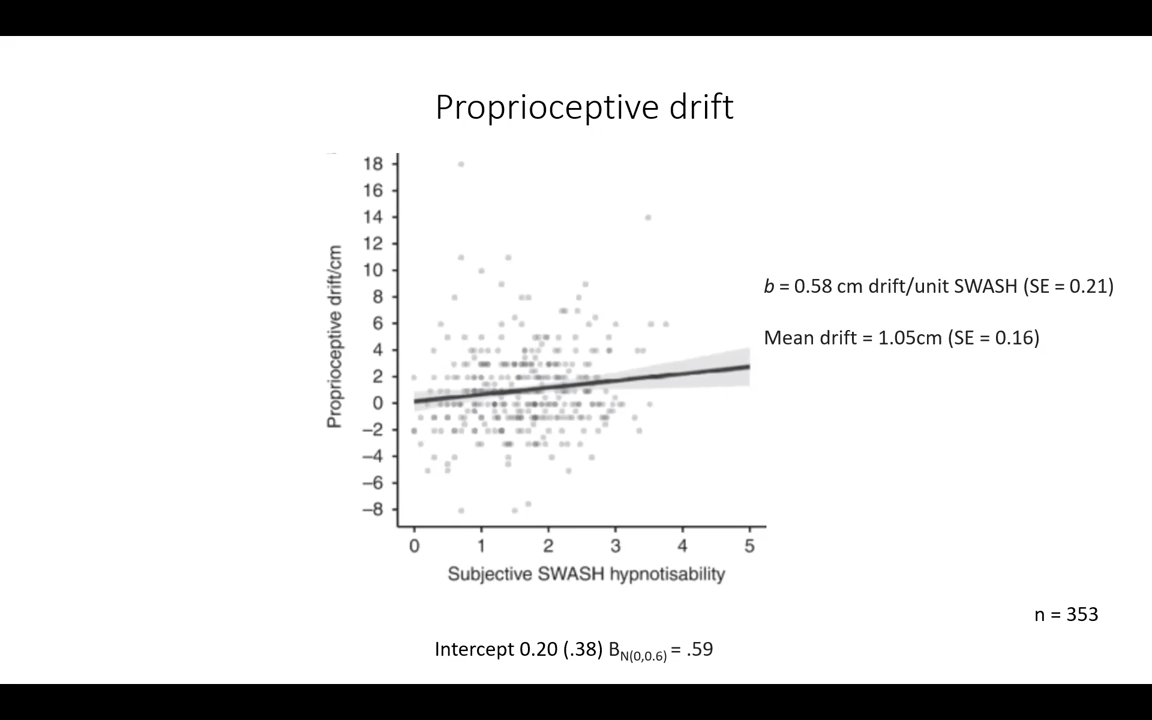 Proprioceptive drift
18
16
14
12
10
8
6
4
2
0
−2
−4
−6
−8
Proprioceptive drift/cm
0 1 2 3 4 5
Subjective SWASH hypnotisability
b = 0.58 cm drift/unit SWASH (SE = 0.21)
Mean drift = 1.05cm (SE = 0.16)
n = 353
Intercept 0.20 (.38) BN(0,0.6) = .59